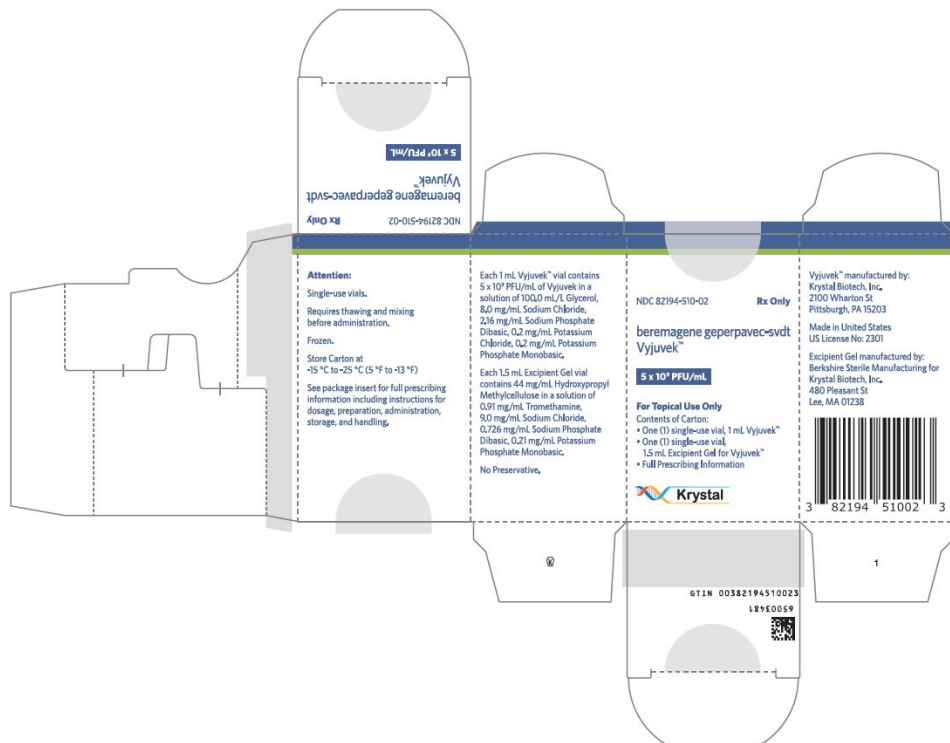 NDC 82194-510-02 Rx Only
beremagene geperpavec-svdt
Vyjuvek™
5 x 10⁹ PFU/mL
Attention:
Single-use vials.
Requires thawing and mixing
before administration.
Frozen.
Store Carton at
-15 °C to -25 °C (5 °F to -13 °F)
See package insert for full prescribing
information including instructions for
dosage, preparation, administration,
storage, and handling.
Each 1 mL Vyjuvek™ vial contains
5 x 10⁹ PFU/mL of Vyjuvek in a
solution of 100.0 mL/L Glycerol,
8.0 mg/mL Sodium Chloride,
2.16 mg/mL Sodium Phosphate
Dibasic, 0.2 mg/mL Potassium
Chloride, 0.2 mg/mL Potassium
Phosphate Monobasic.
Each 1.5 mL Excipient Gel vial
contains 44 mg/mL Hydroxypropyl
Methylcellulose in a solution of
0.91 mg/mL Tromethamine,
9.0 mg/mL Sodium Chloride,
0.726 mg/mL Sodium Phosphate
Dibasic, 0.21 mg/mL Potassium
Phosphate Monobasic.
No Preservative.
NDC 82194-510-02 Rx Only
beremagene geperpavec-svdt
Vyjuvek™
5 x 10⁹ PFU/mL
For Topical Use Only
Contents of Carton:
• One (1) single-use vial, 1 mL Vyjuvek™
• One (1) single-use vial,
1.5 mL Excipient Gel for Vyjuvek™
• Full Prescribing Information
Krystal
Vyjuvek™ manufactured by:
Krystal Biotech, Inc.
2100 Wharton St
Pittsburgh, PA 15203
Made in United States
US License No: 2301
Excipient Gel manufactured by:
Berkshire Sterile Manufacturing for
Krystal Biotech, Inc.
480 Pleasant St
Lee, MA 01238
3 82194 51002 3
1
GTIN 00382194510023
65003481